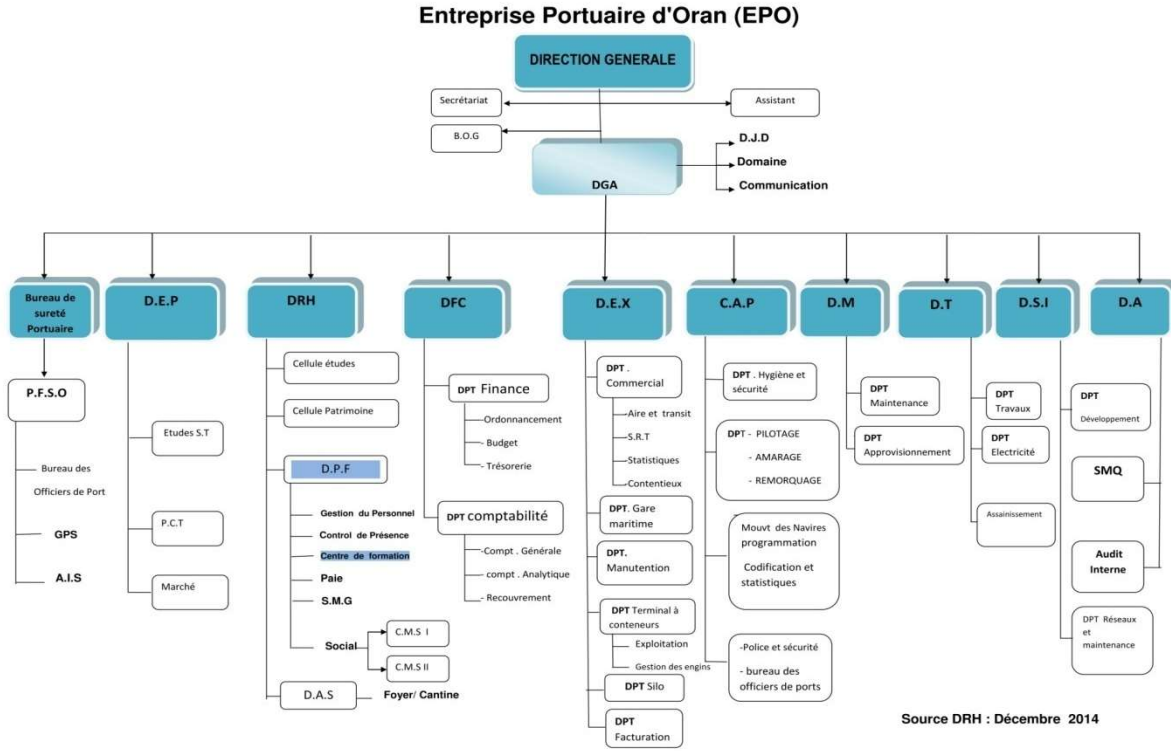 Entreprise Portuaire d'Oran (EPO)
DIRECTION GENERALE
Secrétariat
Assistant
B.O.G
D.J.D
Domaine
Communication
DGA
Bureau de
sureté
Portuaire
D.E.P
DRH
DFC
D.E.X
C.A.P
D.M
D.T
D.S.I
D.A
P.F.S.O
Bureau des
Officiers de Port
GPS
A.I.S
Etudes S.T
P.C.T
Marché
Cellule études
Cellule Patrimoine
D.P.F
Gestion du Personnel
Control de Présence
Centre de formation
Paie
S.M.G
Social
C.M.S I
C.M.S II
D.A.S
Foyer/ Cantine
DPT Finance
-Ordonnancement
- Budget
- Trésorerie
DPT comptabilité
-Compt . Générale
- compt . Analytique
- Recouvrement
DPT .
Commercial
-Aire et transit
-S.R.T
-Statistiques
-Contentieux
DPT. Gare
maritime
DPT.
Manutention
DPT Terminal à
conteneurs
Exploitation
Gestion des engins
DPT Silo
DPT
Facturation
DPT . Hygiène et
sécurité
DPT - PILOTAGE
- AMARAGE
- REMORQUAGE
Mouvt des Navires
programmation
Codification et
statistiques
-Police et sécurité
- bureau des
officiers de ports
DPT
Maintenance
DPT
Approvisionnement
DPT
Travaux
DPT
Electricité
Assainissement
DPT
Développement
SMQ
Audit
Interne
DPT Réseaux
et
maintenance
Source DRH : Décembre 2014